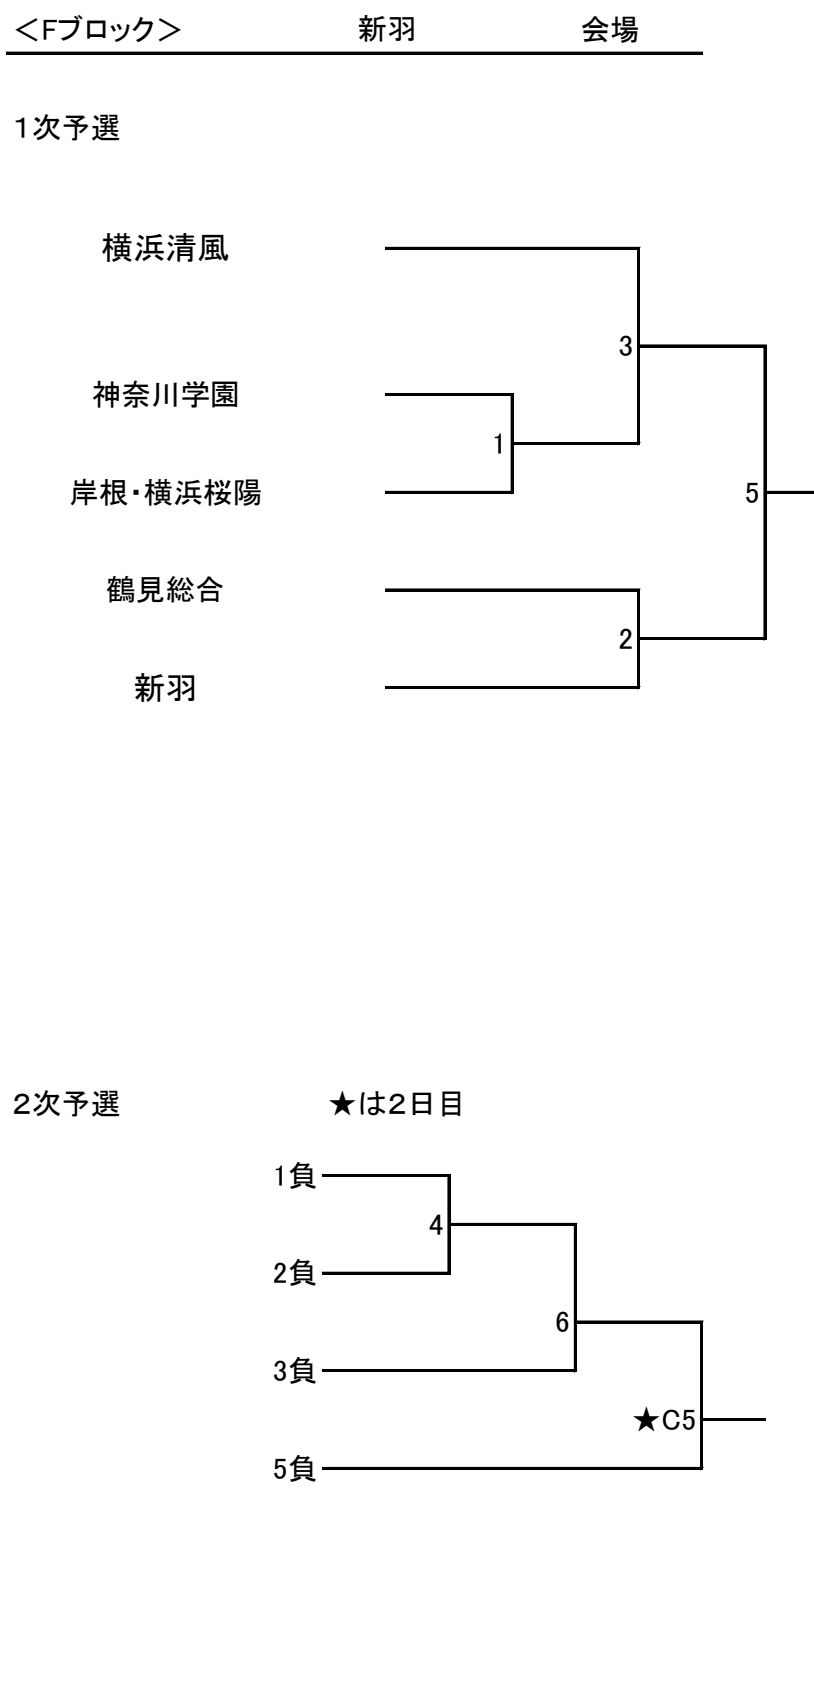 ＜Fブロック＞ 新羽 会場
１次予選
横浜清風
3
神奈川学園
1
岸根・横浜桜陽
5
鶴見総合
2
新羽
２次予選 ★は２日目
1負
4
2負
6
3負
★C5
5負